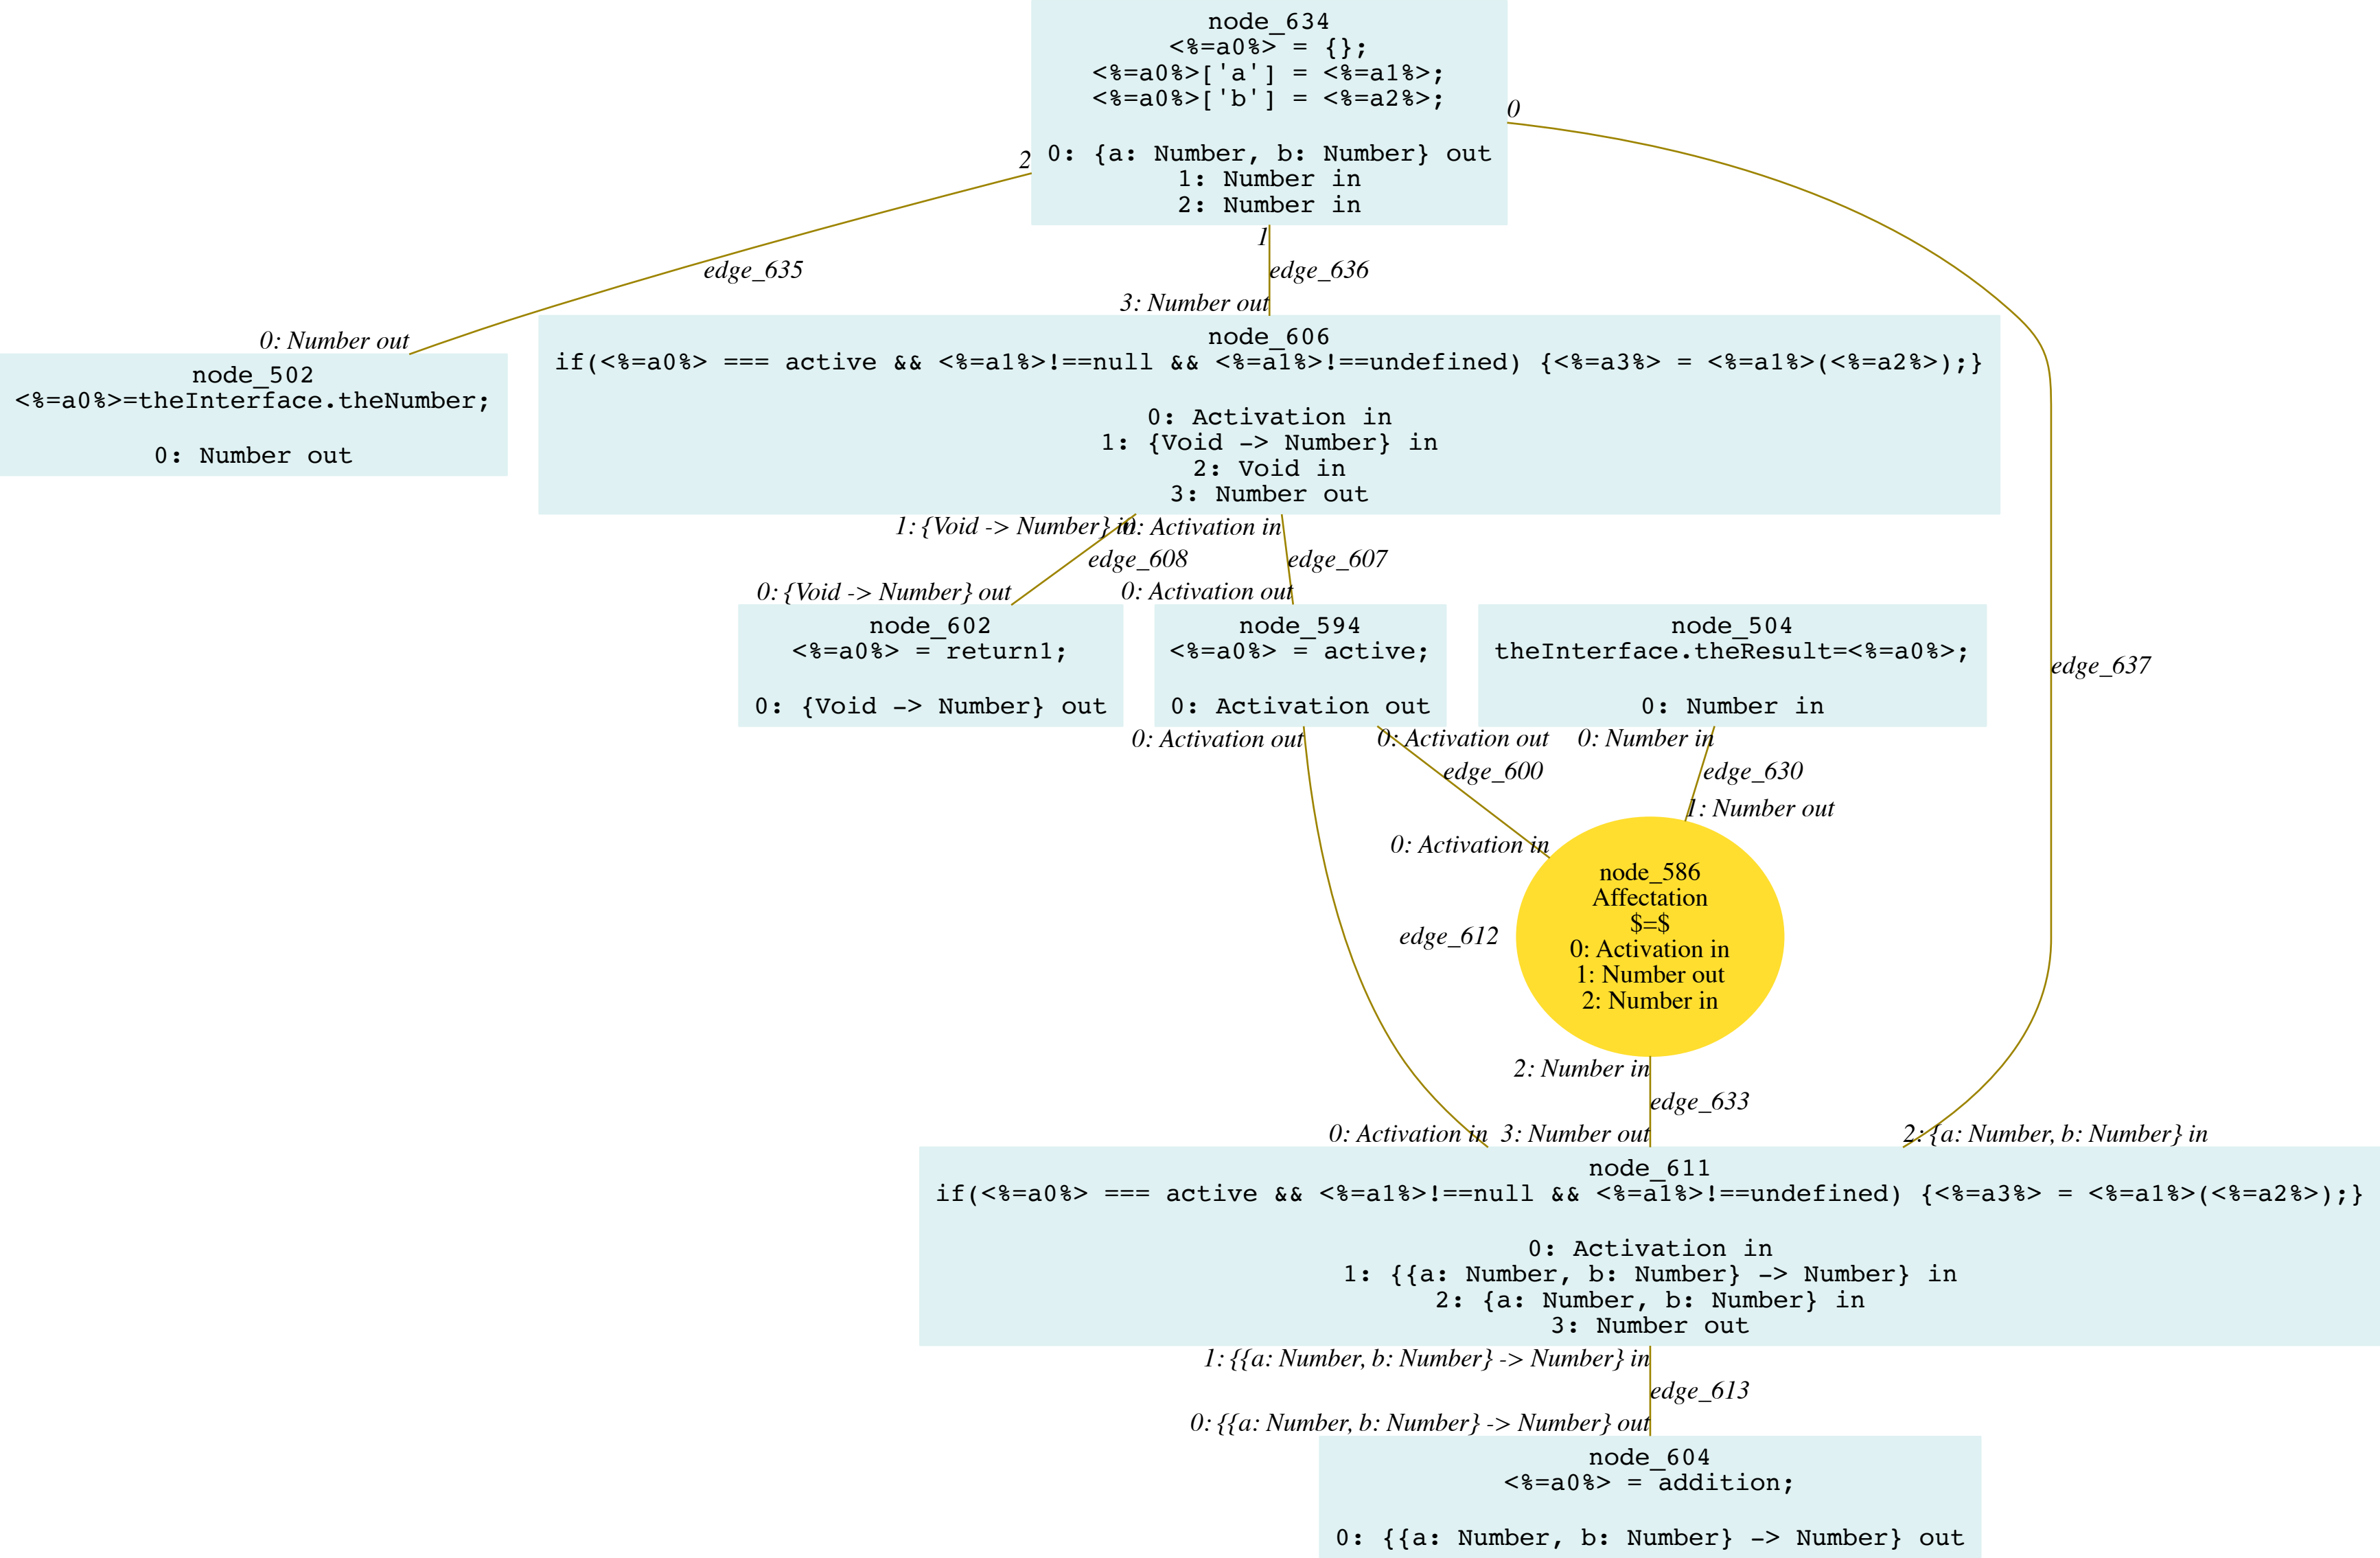 node_634
<%=a0%> = {};
<%=a0%>['a'] = <%=a1%>;
<%=a0%>['b'] = <%=a2%>;
0: {a: Number, b: Number} out
1: Number in
2: Number in
0
2
1
edge_635
edge_636
0: Number out
3: Number out
node_502
<%=a0%>=theInterface.theNumber;
0: Number out
node_606
if(<%=a0%> === active && <%=a1%>!==null && <%=a1%>!==undefined) {<%=a3%> = <%=a1%>(<%=a2%>);}
0: Activation in
1: {Void -> Number} in
2: Void in
3: Number out
1: {Void -> Number} in
0: Activation in
edge_608
edge_607
0: {Void -> Number} out
0: Activation out
node_602
<%=a0%> = return1;
0: {Void -> Number} out
node_594
<%=a0%> = active;
0: Activation out
node_504
theInterface.theResult=<%=a0%>;
0: Number in
edge_637
0: Activation out
0: Activation out
0: Number in
edge_600
edge_630
1: Number out
0: Activation in
node_586
Affectation
$=$
0: Activation in
1: Number out
2: Number in
edge_612
2: Number in
edge_633
0: Activation in
3: Number out
2: {a: Number, b: Number} in
node_611
if(<%=a0%> === active && <%=a1%>!==null && <%=a1%>!==undefined) {<%=a3%> = <%=a1%>(<%=a2%>);}
0: Activation in
1: {{a: Number, b: Number} -> Number} in
2: {a: Number, b: Number} in
3: Number out
1: {{a: Number, b: Number} -> Number} in
edge_613
0: {{a: Number, b: Number} -> Number} out
node_604
<%=a0%> = addition;
0: {{a: Number, b: Number} -> Number} out